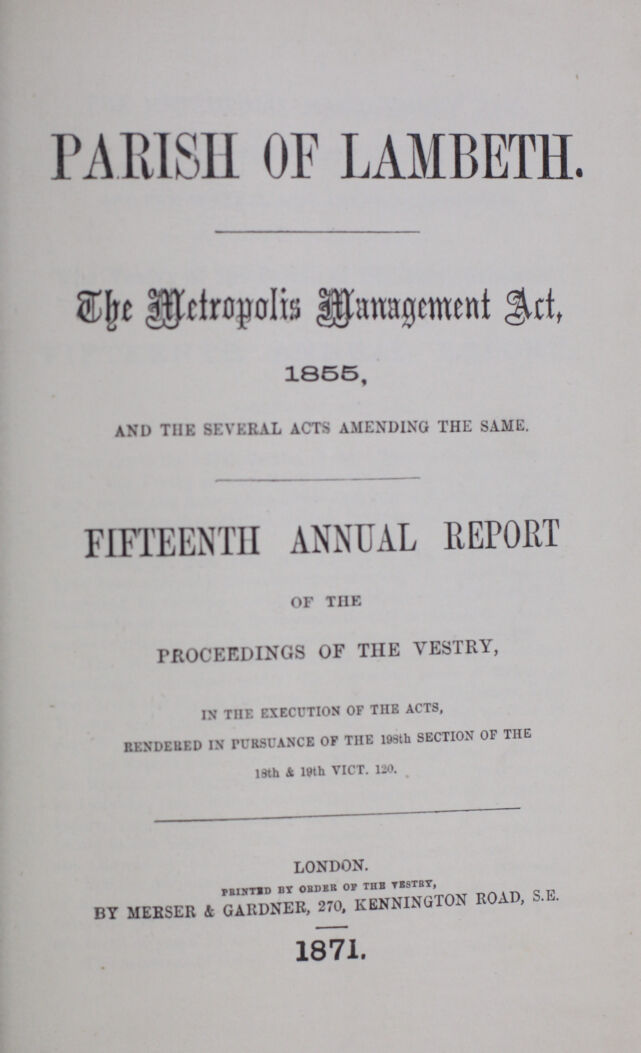 PARISH OF LAMBETH.
The Metropolis Management Act,
1855,
AND THE SEVERAL ACTS AMENDING THE SAME.
FIFTEENTH ANNUAL REPORT
OF THE
PROCEEDINGS OF THE VESTRY,
IN THE EXECUTION OF THE ACTS,
RENDERED IN PURSUANCE OF THE 198th SECTION OF THE
18th & 19th VICT. 120.
LONDON.
PRINTED BY ORDER OF THE VESTRY,
BY MERSER & GARDNER, 270, KENNINGTON ROAD, S.E.
1871.